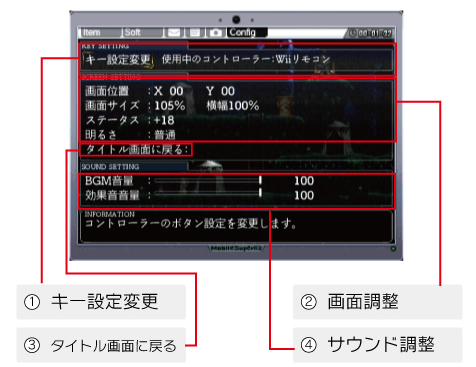 Item Soft Config 00:01:22
KEY SETTING
キー設定変更 使用中のコントローラー:Wiiリモコン
SCREEN SETTING
画面位置 :X 00 Y 00
画面サイズ :105% 横幅100%
ステータス :+18
明るさ :普通
タイトル画面に戻る:
SOUND SETTING
BGM音量 : 100
効果音音量 : 100
INFORMATION
コントローラーのボタン設定を変更します。
① キー設定変更
② 画面調整
③ タイトル画面に戻る
④ サウンド調整